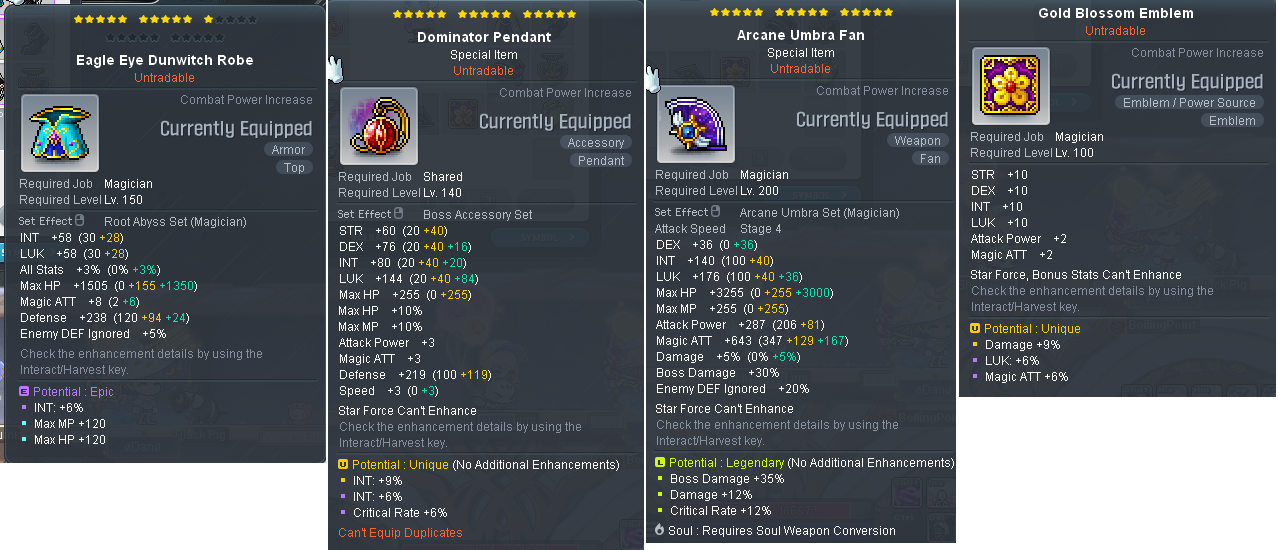 Eagle Eye Dunwitch Robe
Untradable
Combat Power Increase
Currently Equipped
Armor
Top
Required Job Magician
Required Level Lv. 150
Set Effect Root Abyss Set (Magician)
INT +58 (30 +28)
LUK +58 (30 +28)
All Stats +3% (0% +3%)
Max HP +1505 (0 +155 +1350)
Magic ATT +8 (2 +6)
Defense +238 (120 +94 +24)
Enemy DEF Ignored +5%
Check the enhancement details by using the
Interact/Harvest key.
E Potential : Epic
INT: +6%
Max MP +120
Max HP +120
Dominator Pendant
Special Item
Untradable
Combat Power Increase
Currently Equipped
Accessory
Pendant
Required Job Shared
Required Level Lv. 140
Set Effect Boss Accessory Set
STR +60 (20 +40)
DEX +76 (20 +40 +16)
INT +80 (20 +40 +20)
LUK +144 (20 +40 +84)
Max HP +255 (0 +255)
Max HP +10%
Max MP +10%
Attack Power +3
Magic ATT +3
Defense +219 (100 +119)
Speed +3 (0 +3)
Star Force Can't Enhance
Check the enhancement details by using the
Interact/Harvest key.
U Potential : Unique (No Additional Enhancements)
INT: +9%
INT: +6%
Critical Rate +6%
Can't Equip Duplicates
Arcane Umbra Fan
Special Item
Untradable
Combat Power Increase
Currently Equipped
Weapon
Fan
Required Job Magician
Required Level Lv. 200
Set Effect Arcane Umbra Set (Magician)
Attack Speed Stage 4
DEX +36 (0 +36)
INT +140 (100 +40)
LUK +176 (100 +40 +36)
Max HP +3255 (0 +255 +3000)
Max MP +255 (0 +255)
Attack Power +287 (206 +81)
Magic ATT +643 (347 +129 +167)
Damage +5% (0% +5%)
Boss Damage +30%
Enemy DEF Ignored +20%
Star Force Can't Enhance
Check the enhancement details by using the
Interact/Harvest key.
L Potential : Legendary (No Additional Enhancements)
Boss Damage +35%
Damage +12%
Critical Rate +12%
Soul : Requires Soul Weapon Conversion
Gold Blossom Emblem
Untradable
Combat Power Increase
Currently Equipped
Emblem / Power Source
Emblem
Required Job Magician
Required Level Lv. 100
STR +10
DEX +10
INT +10
LUK +10
Attack Power +2
Magic ATT +2
Star Force, Bonus Stats Can't Enhance
Check the enhancement details by using the
Interact/Harvest key.
U Potential : Unique
Damage +9%
LUK: +6%
Magic ATT +6%